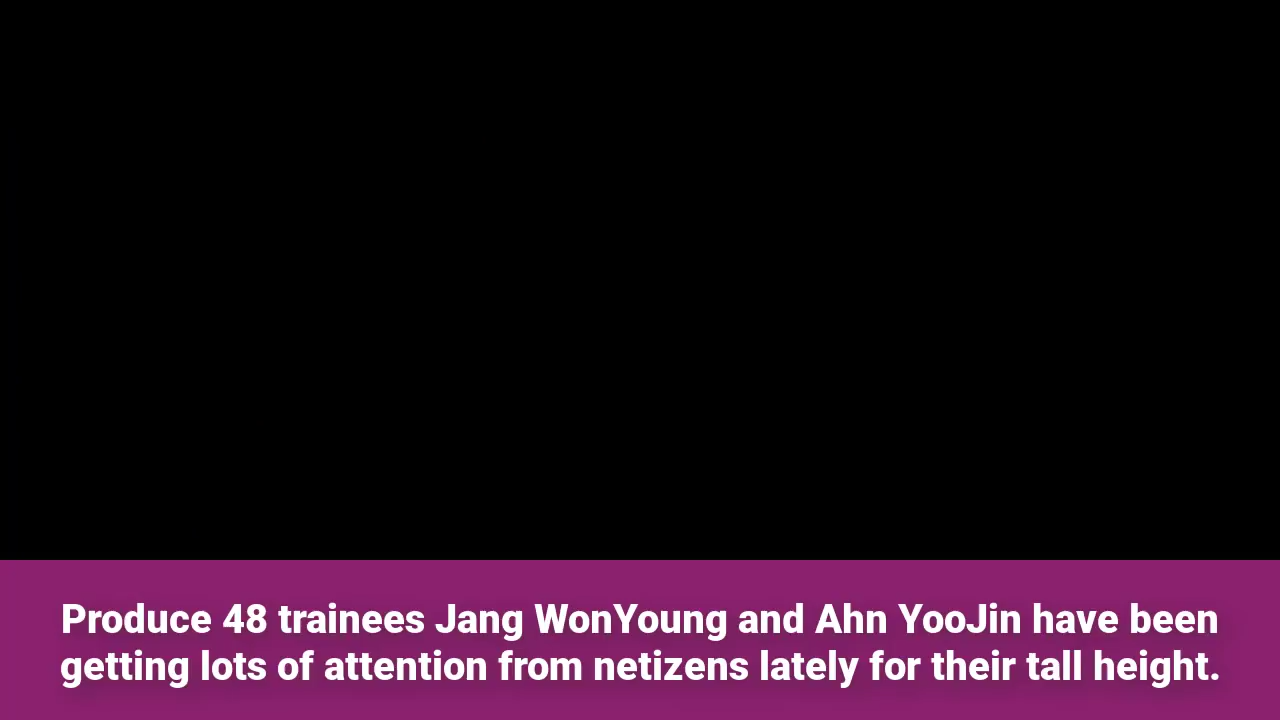 Produce 48 trainees Jang WonYoung and Ahn YooJin have been
getting lots of attention from netizens lately for their tall height.